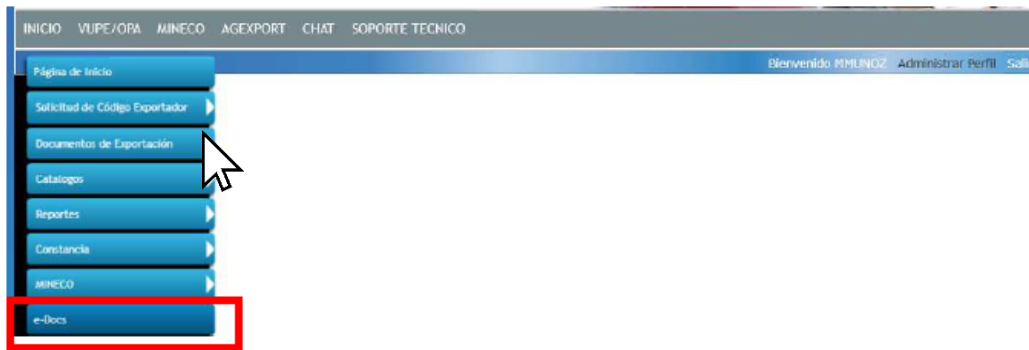 INICIO VUPE/OPA MINECO AGEXPORT CHAT SOPORTE TECNICO
Bienvenido MMUNOZ Administrar Perfil Sali
Página de Inicio
Solicitud de Código Exportador
Documentos de Exportación
Catalogos
Reportes
Constancia
MINECO
e-Docs